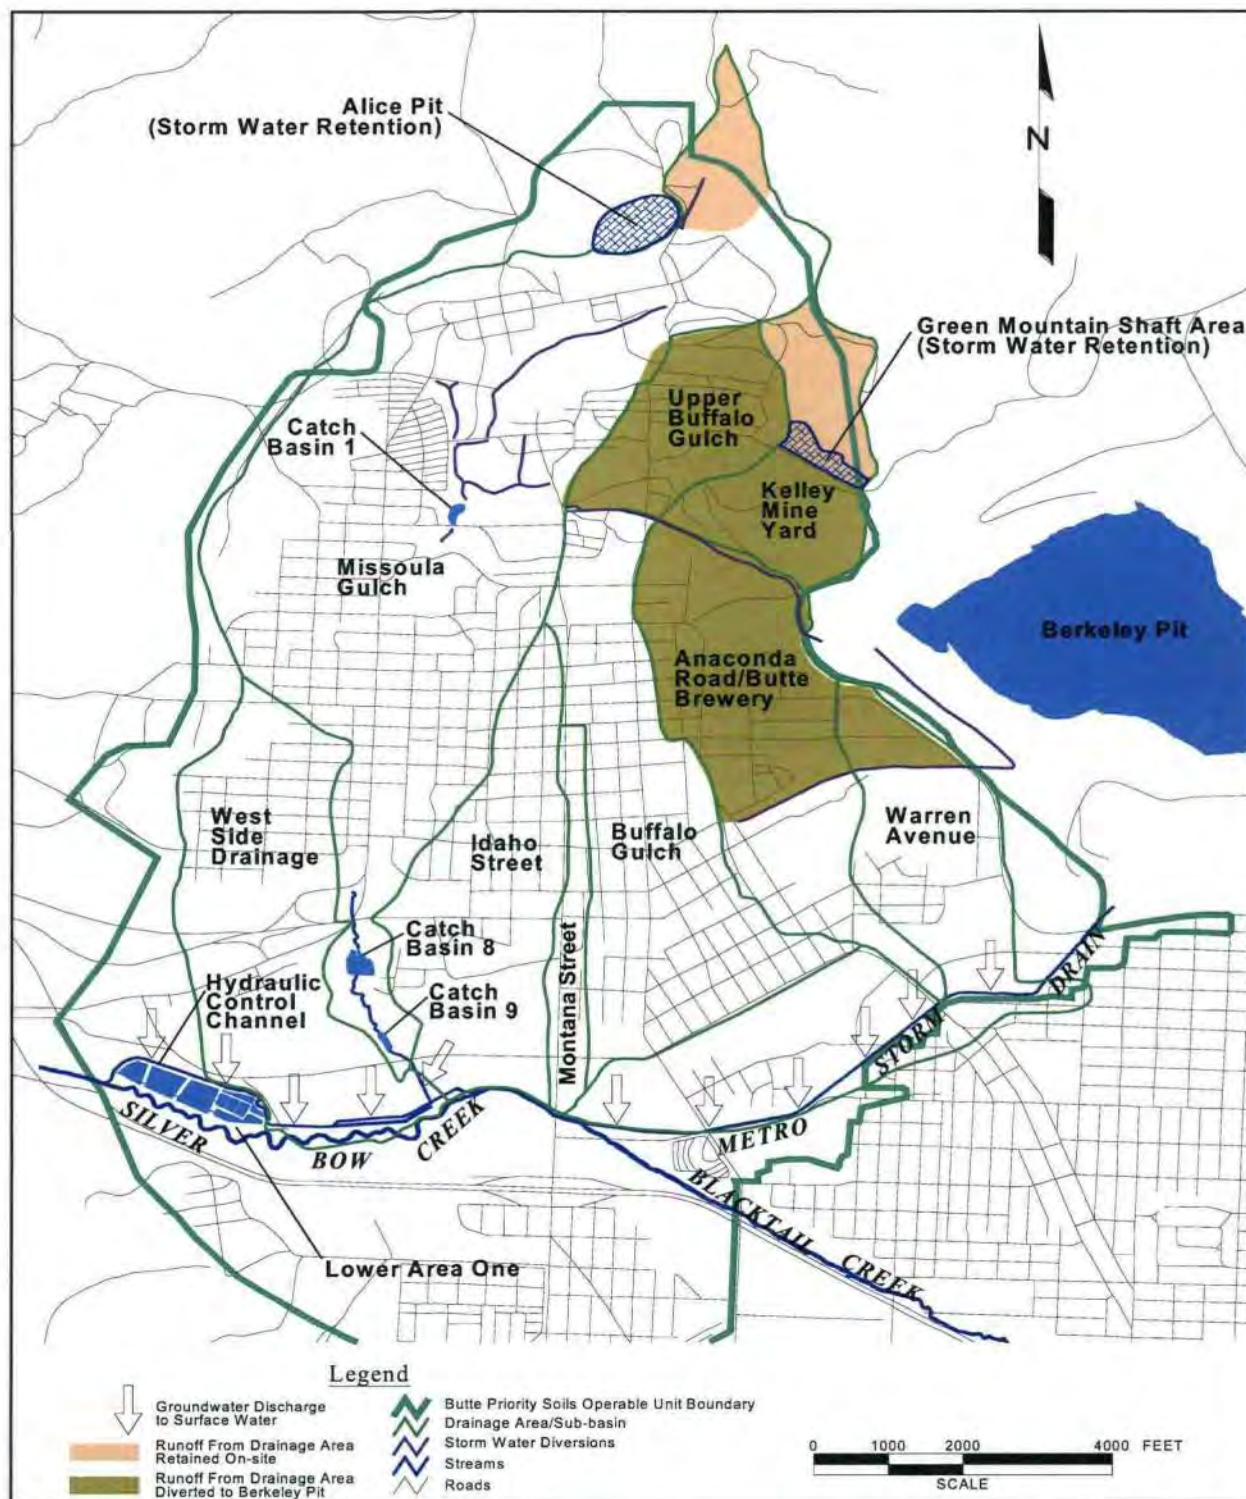 Alice Pit
(Storm Water Retention)
N
Green Mountain Shaft Area
(Storm Water Retention)
Upper
Buffalo
Gulch
Catch
Basin 1
Kelley
Mine
Yard
Missoula
Gulch
Berkeley Pit
Anaconda
Road/Butte
Brewery
West
Side
Drainage
Idaho
Street
Buffalo
Gulch
Warren
Avenue
Catch
Basin 8
Hydraulic
Control
Channel
Catch
Basin 9
Montana Street
METRO STORM DRAIN
SILVER BOW CREEK
BLACKTAIL CREEK
Lower Area One
Legend
Groundwater Discharge
to Surface Water
Runoff From Drainage Area
Retained On-site
Runoff From Drainage Area
Diverted to Berkeley Pit
Butte Priority Soils Operable Unit Boundary
Drainage Area/Sub-basin
Storm Water Diversions
Streams
Roads
0 1000 2000 4000 FEET
SCALE